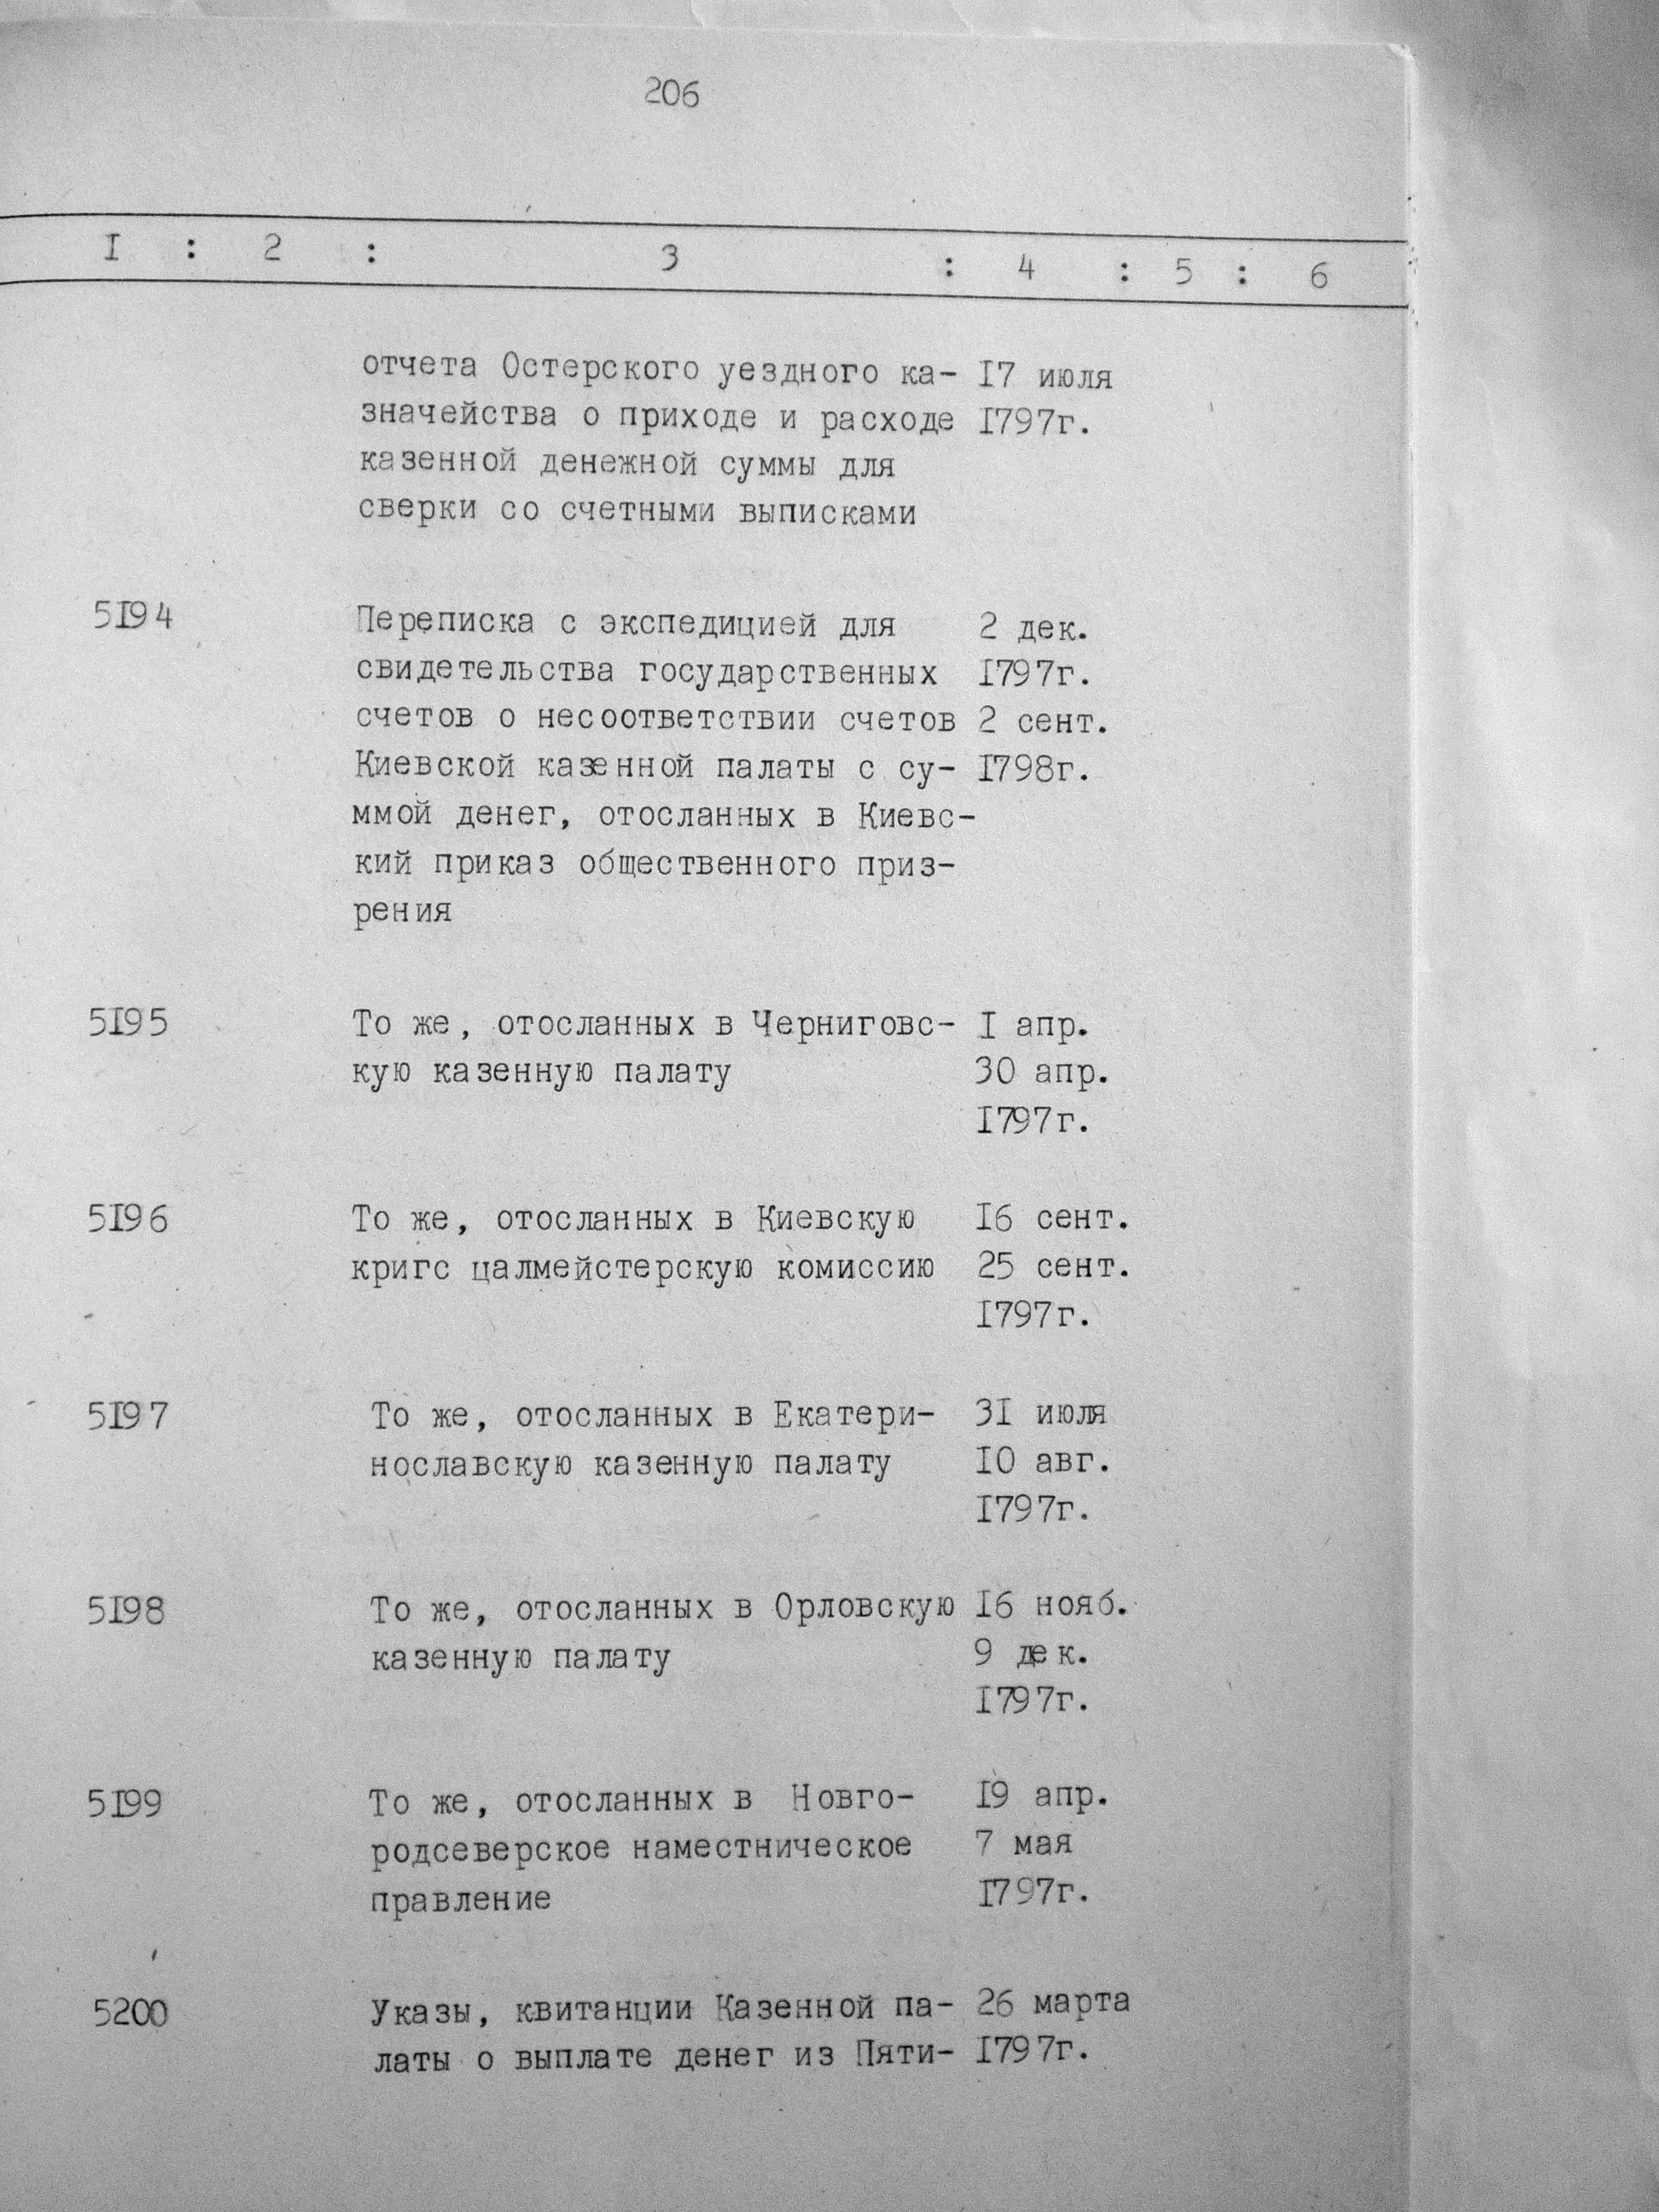 206
I : 2 : 3 : 4 : 5 : 6
отчета Остерского уездного ка- I7 июля
значейства о приходе и расходе I797г.
казенной денежной суммы для
сверки со счетными выписками
5I94 Переписка с экспедицией для 2 дек.
свидетельства государственных I797г.
счетов о несоответствии счетов 2 сент.
Киевской казенной палаты с су- I798г.
ммой денег, отосланных в Киевс-
кий приказ общественного приз-
рения
5I95 То же, отосланных в Черниговс- I апр.
кую казенную палату 30 апр.
I797г.
5I96 То же, отосланных в Киевскую I6 сент.
кригс цалмейстерскую комиссию 25 сент.
I797г.
5I97 То же, отосланных в Екатери- 3I июля
нославскую казенную палату I0 авг.
I797г.
5I98 То же, отосланных в Орловскую I6 нояб.
казенную палату 9 дек.
I797г.
5I99 То же, отосланных в Новго- I9 апр.
родсеверское наместническое 7 мая
правление I797г.
5200 Указы, квитанции Казенной па- 26 марта
латы о выплате денег из Пяти- I797г.